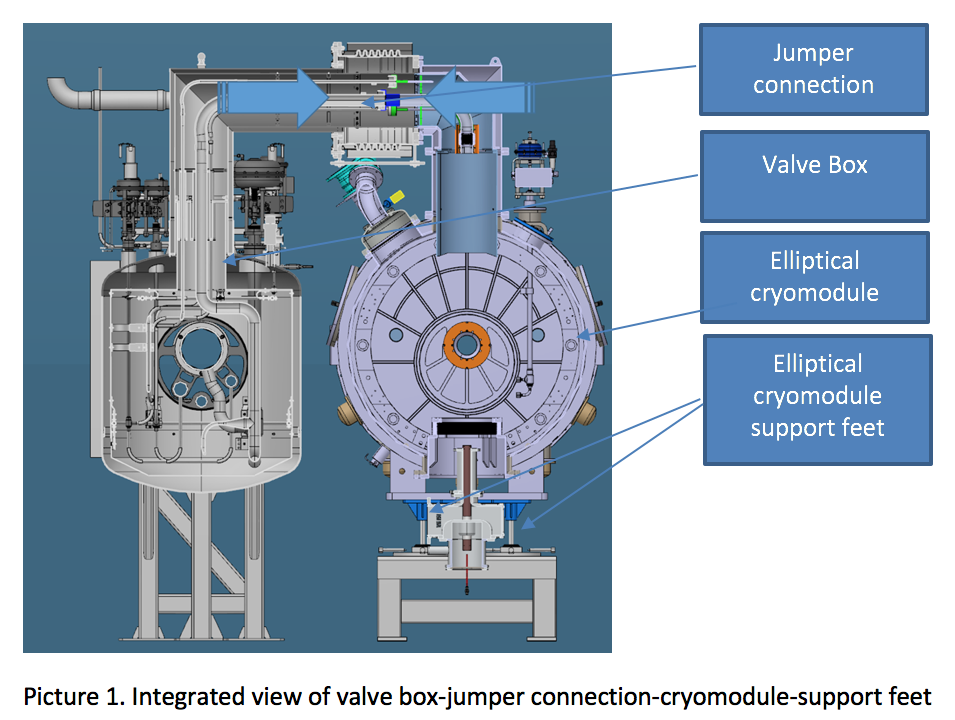 Jumper
connection
Valve Box
Elliptical
cryomodule
Elliptical
cryomodule
support feet
Picture 1. Integrated view of valve box-jumper connection-cryomodule-support feet